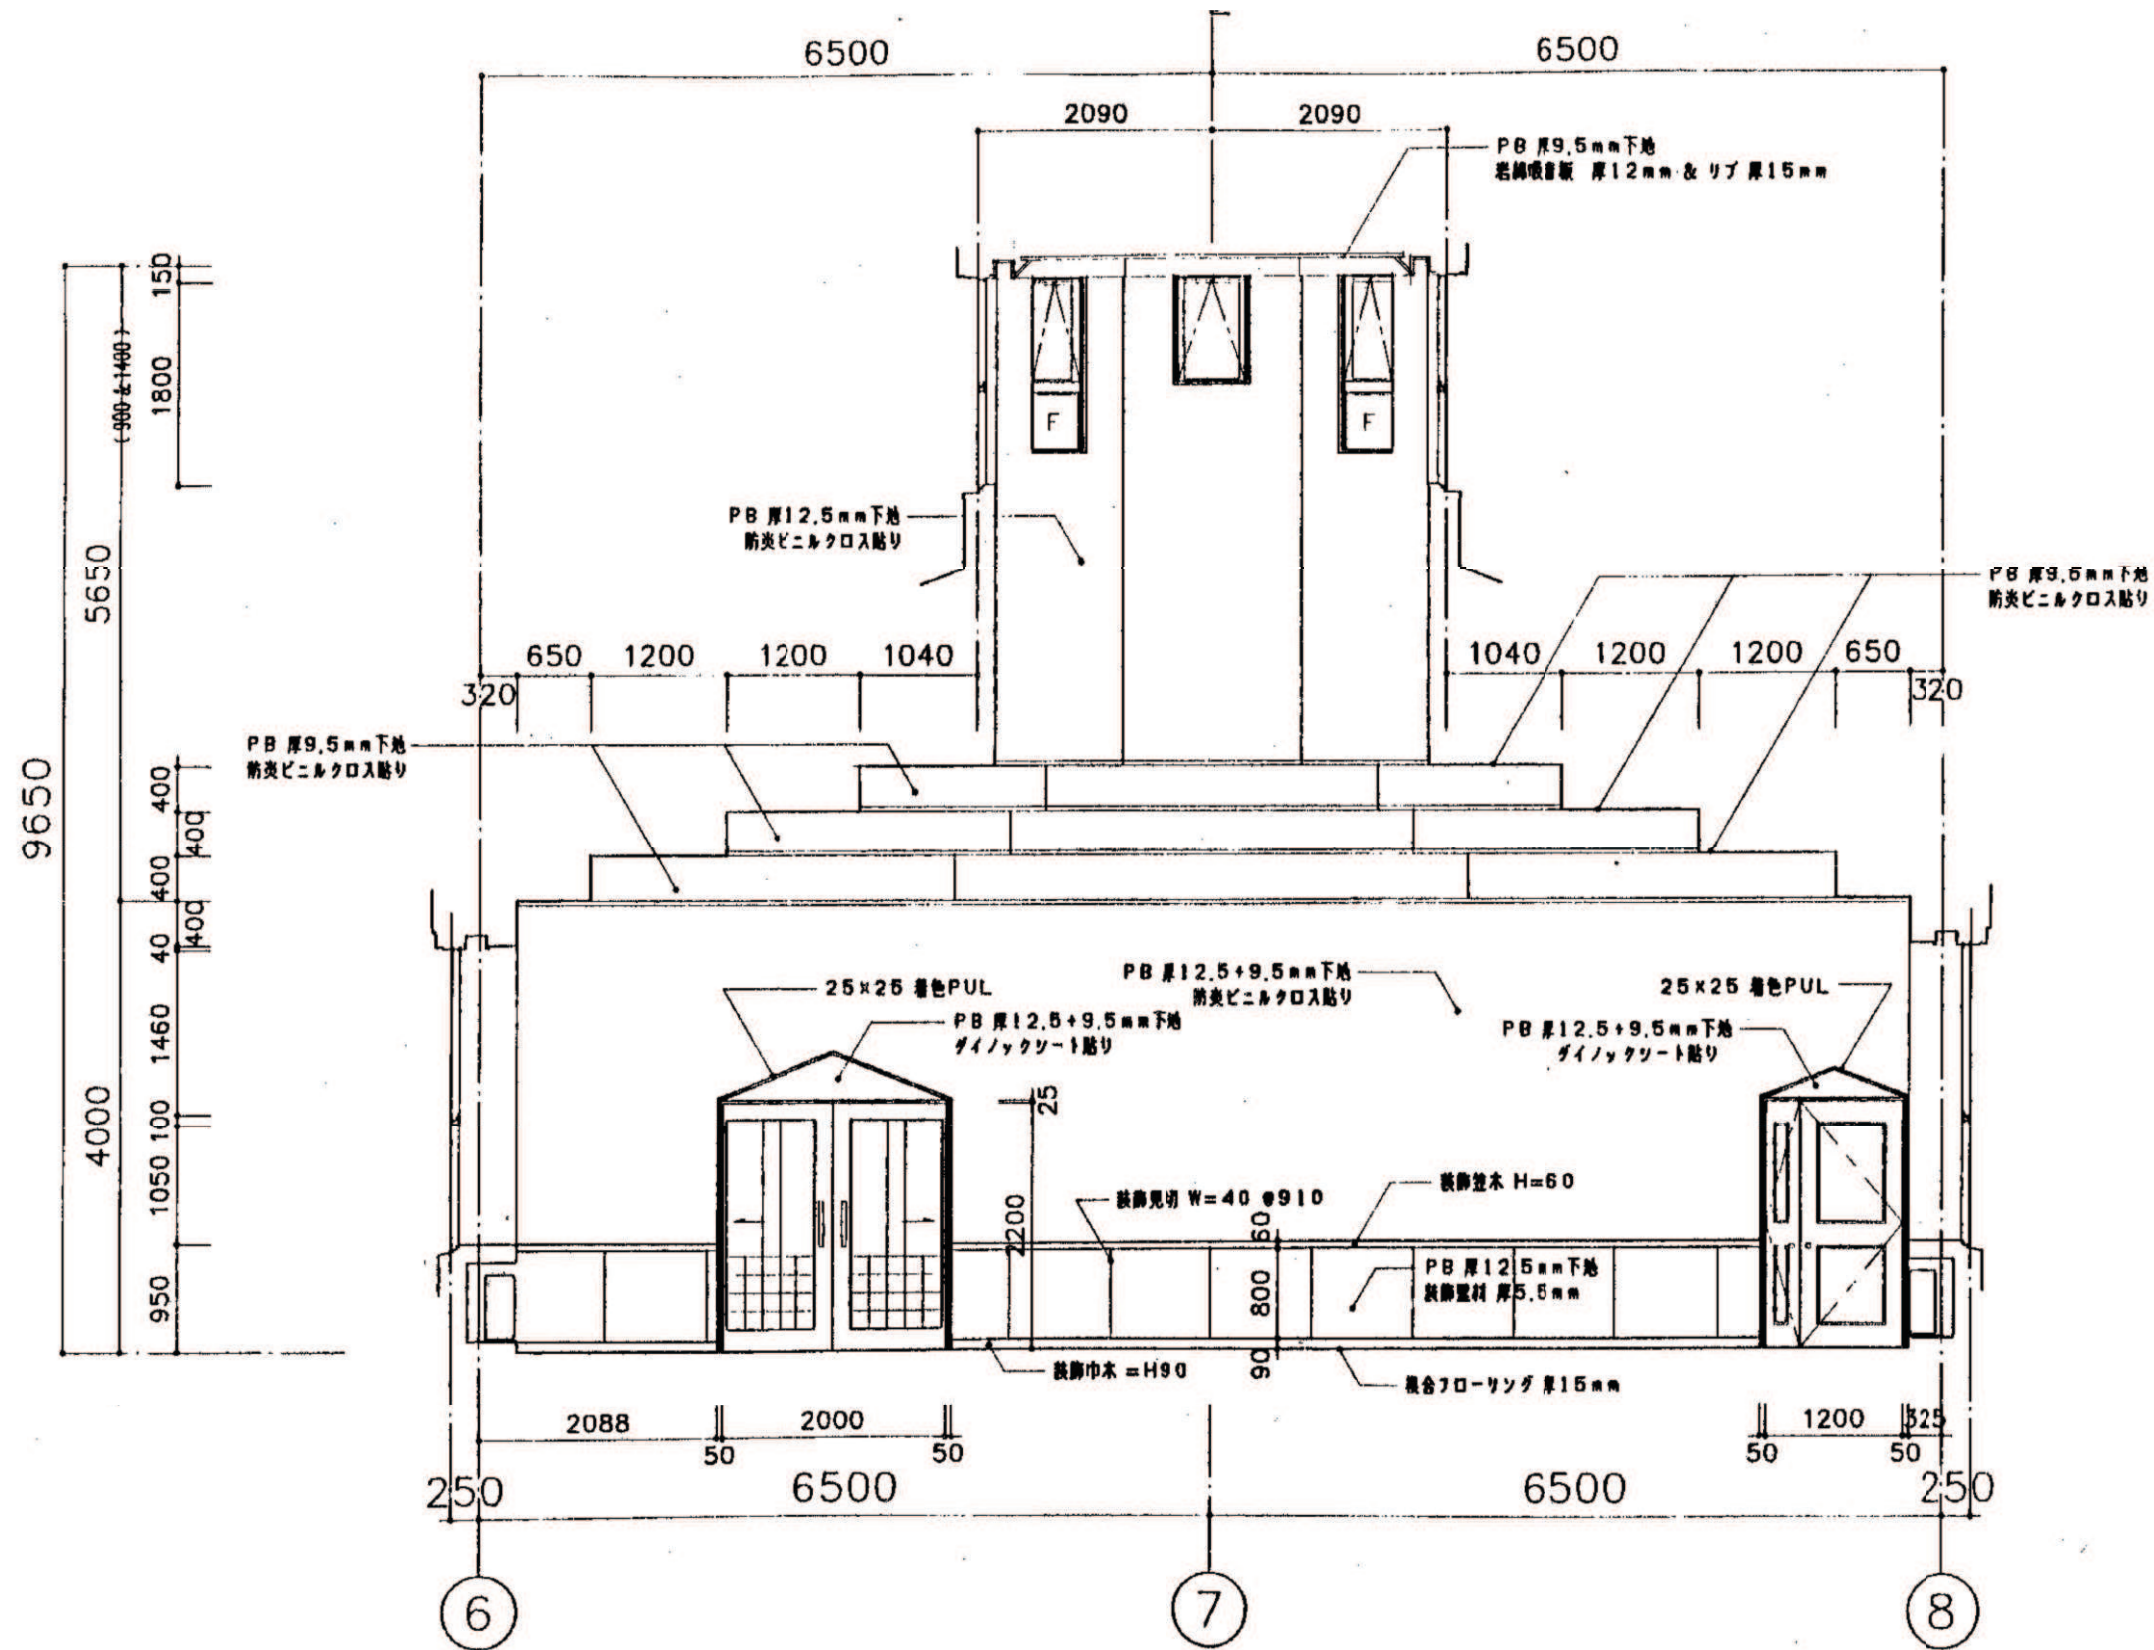 6500
6500
2090
2090
PB 厚9.5mm下地
岩綿吸音板 厚12mm & リブ 厚15mm
150
(900&1400)
1800
F
F
PB 厚12.5mm下地
防炎ビニルクロス貼り
5650
PB 厚9.5mm下地
防炎ビニルクロス貼り
650
1200
1200
1040
1040
1200
1200
650
320
320
PB 厚9.5mm下地
防炎ビニルクロス貼り
9650
400
400
400
400
40
25×25 着色PUL
PB 厚12.5+9.5mm下地
防炎ビニルクロス貼り
25×25 着色PUL
PB 厚12.5+9.5mm下地
ダイノックシート貼り
PB 厚12.5+9.5mm下地
ダイノックシート貼り
1460
4000
100
25
1050
装飾見切 W=40 @910
装飾笠木 H=60
2200
60
PB 厚12.5mm下地
装飾壁材 厚5.5mm
950
800
90
装飾巾木 =H90
複合フローリング 厚15mm
2088
2000
1200
325
50
50
50
50
250
6500
6500
250
6
7
8